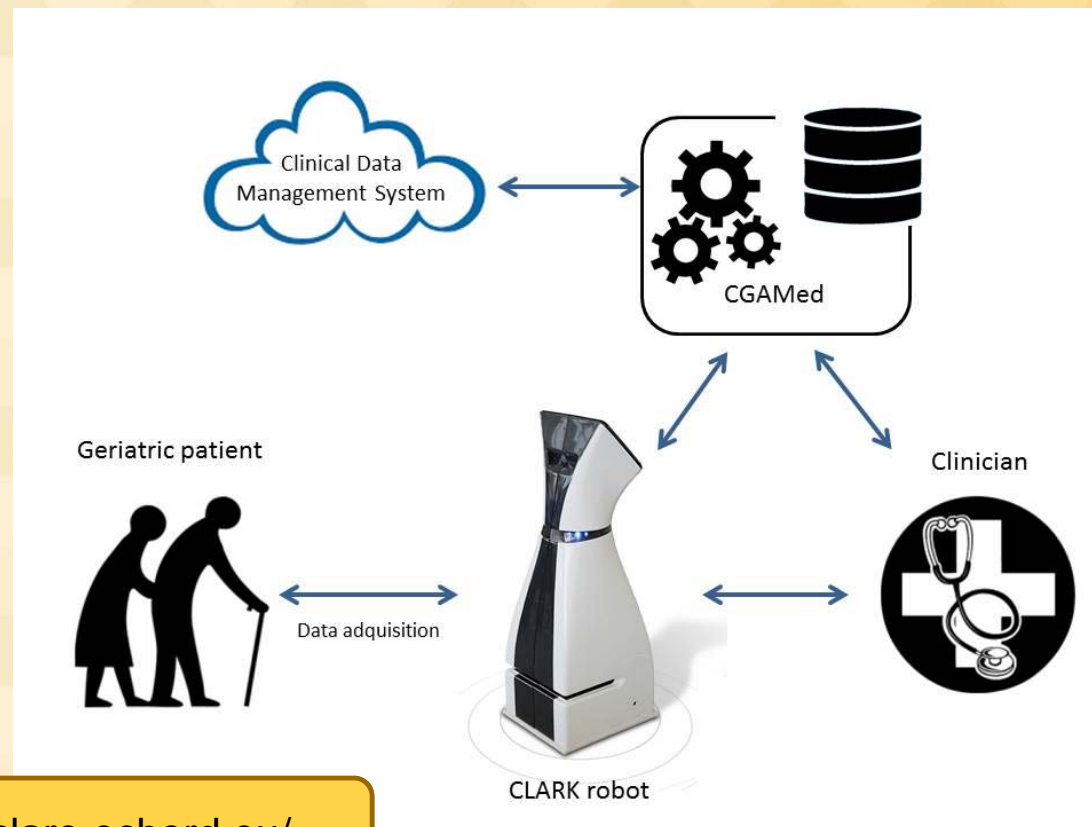 Clinical Data
Management System
CGAMed
Geriatric patient
Clinician
Data adquisition
CLARK robot